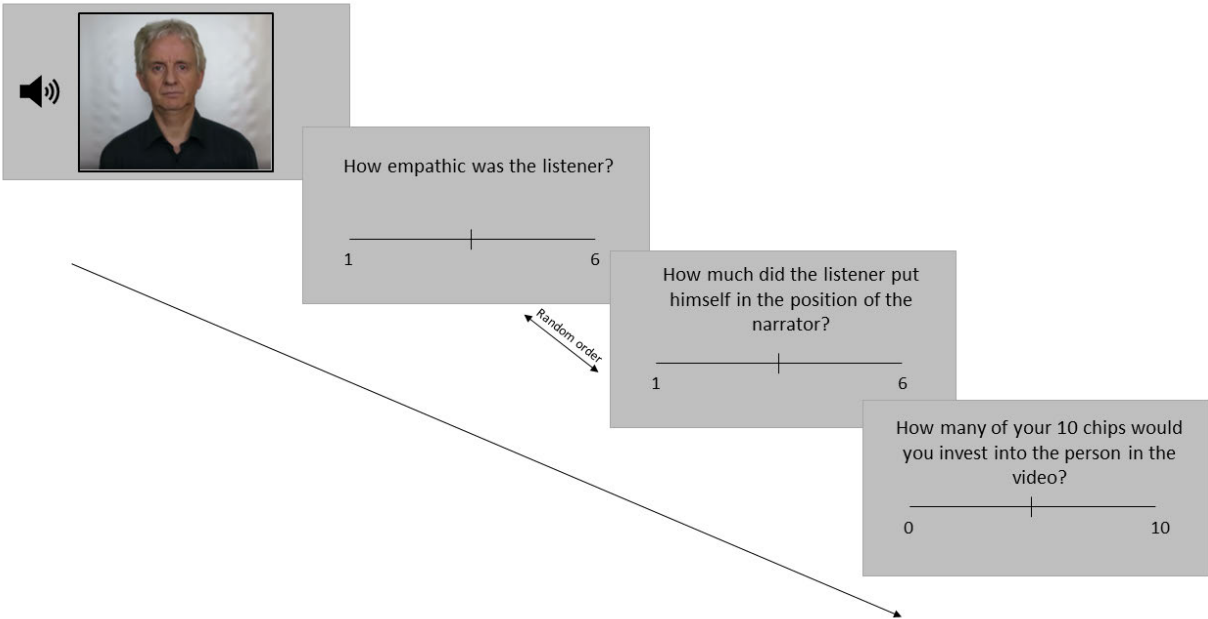 How empathic was the listener?
1
6
Random order
How much did the listener put
himself in the position of the
narrator?
1
6
How many of your 10 chips would
you invest into the person in the
video?
0
10